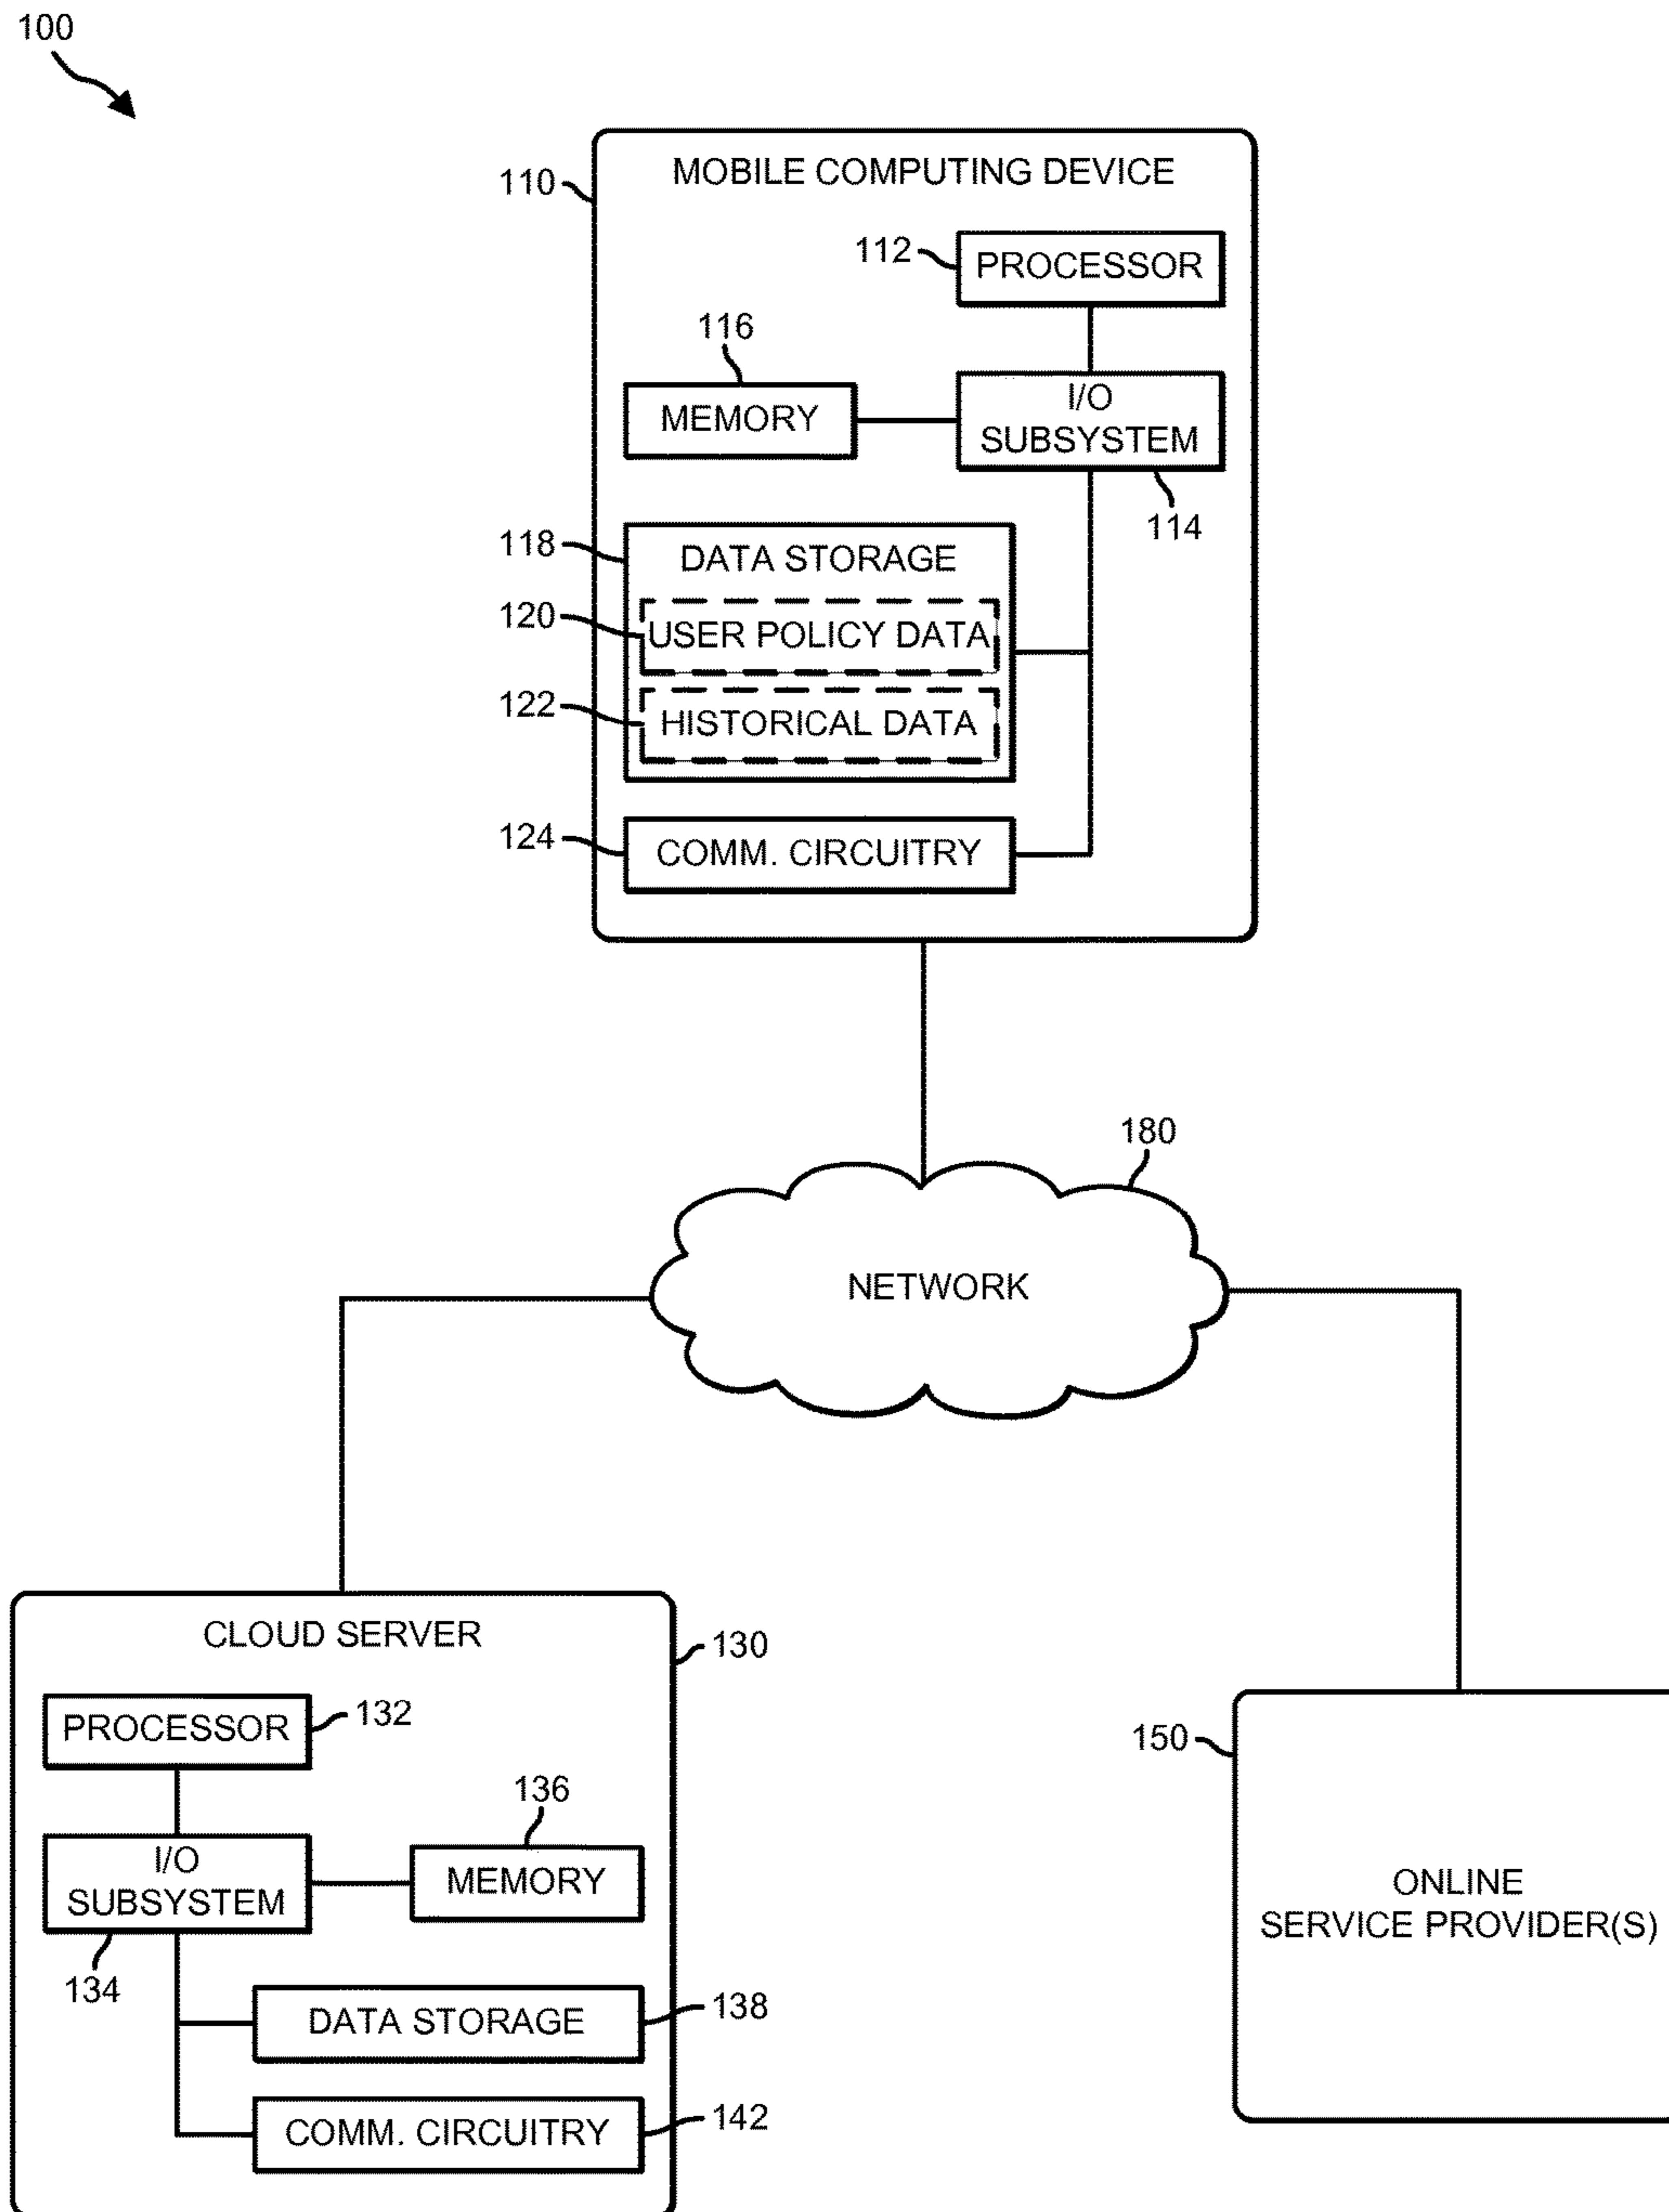 100
MOBILE COMPUTING DEVICE
110
112
PROCESSOR
116
MEMORY
I/O
SUBSYSTEM
114
118
DATA STORAGE
120
USER POLICY DATA
122
HISTORICAL DATA
124
COMM. CIRCUITRY
180
NETWORK
CLOUD SERVER
130
PROCESSOR
132
136
I/O
SUBSYSTEM
MEMORY
134
DATA STORAGE
138
COMM. CIRCUITRY
142
150
ONLINE
SERVICE PROVIDER(S)